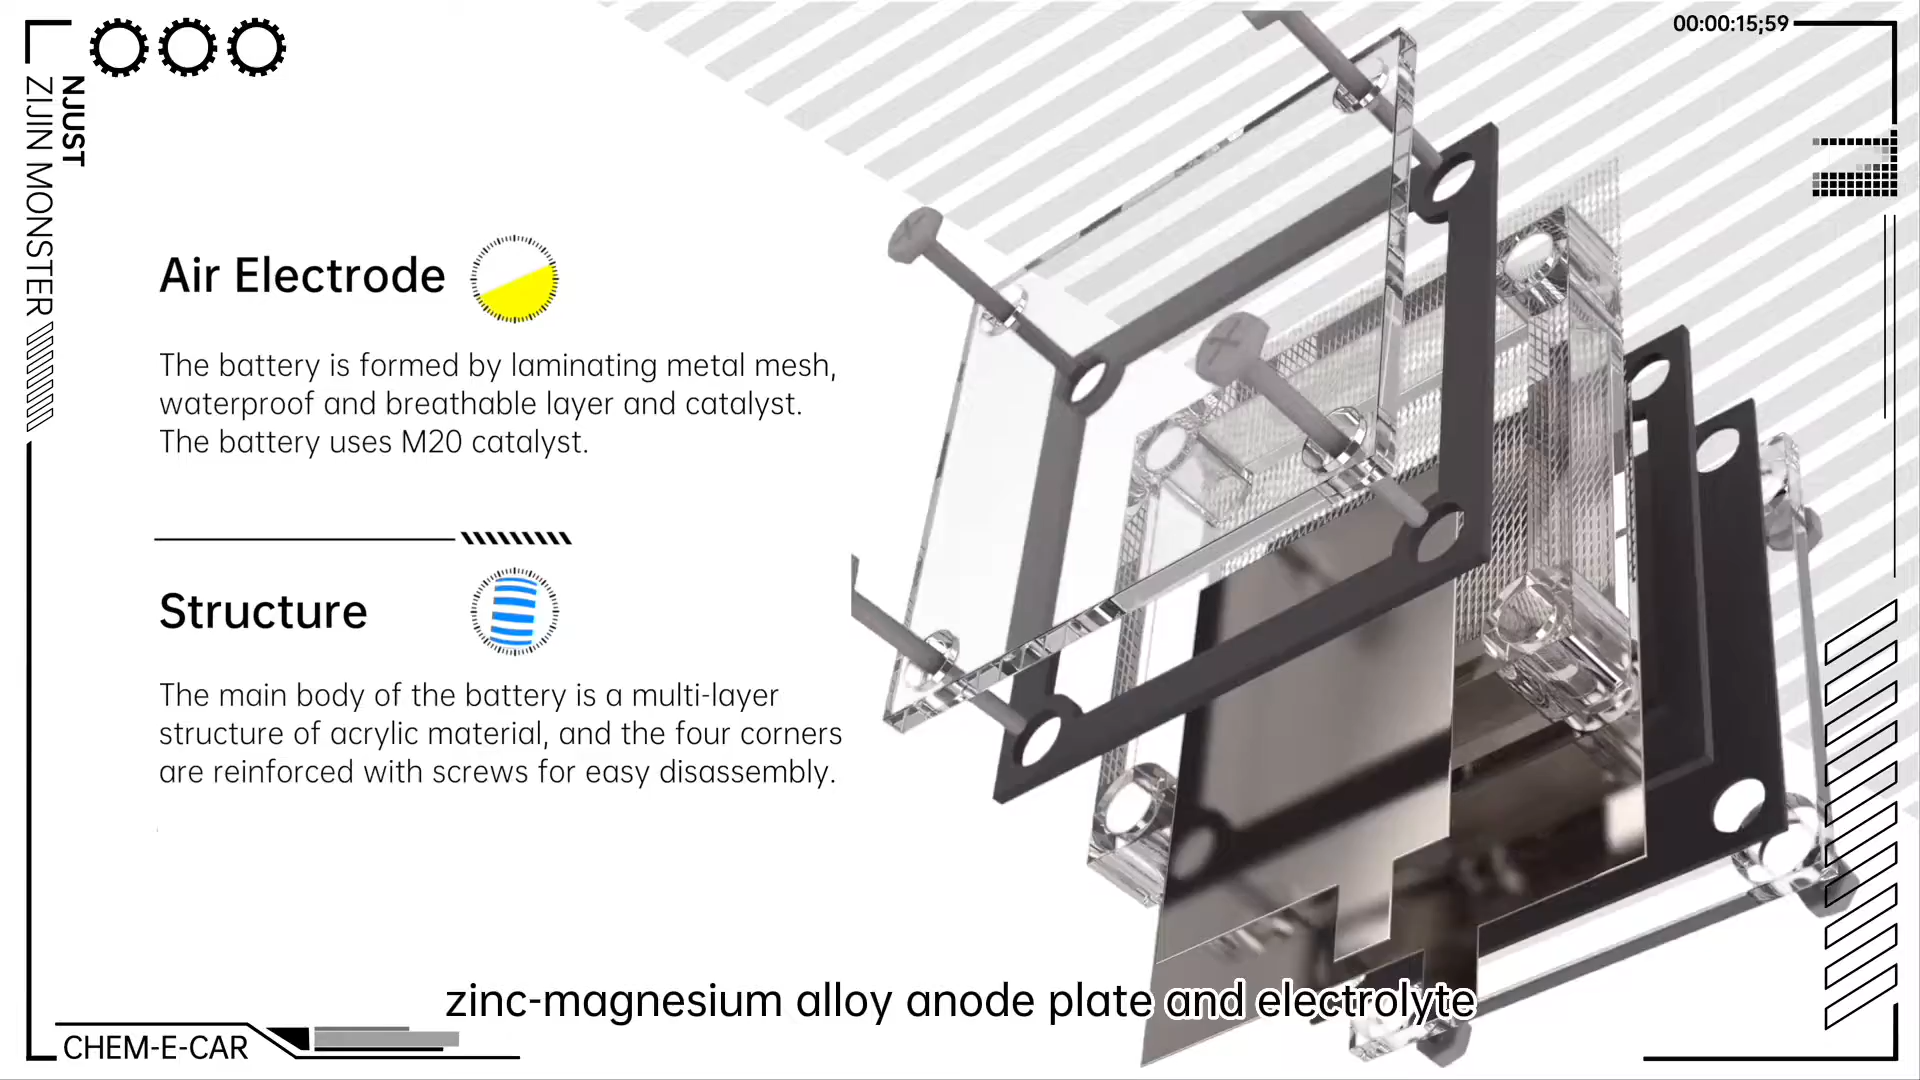 00:00:15;59
NJUST
ZIJIN MONSTER
Air Electrode
The battery is formed by laminating metal mesh,
waterproof and breathable layer and catalyst.
The battery uses M20 catalyst.
Structure
The main body of the battery is a multi-layer
structure of acrylic material, and the four corners
are reinforced with screws for easy disassembly.
zinc-magnesium alloy anode plate and electrolyte
CHEM-E-CAR